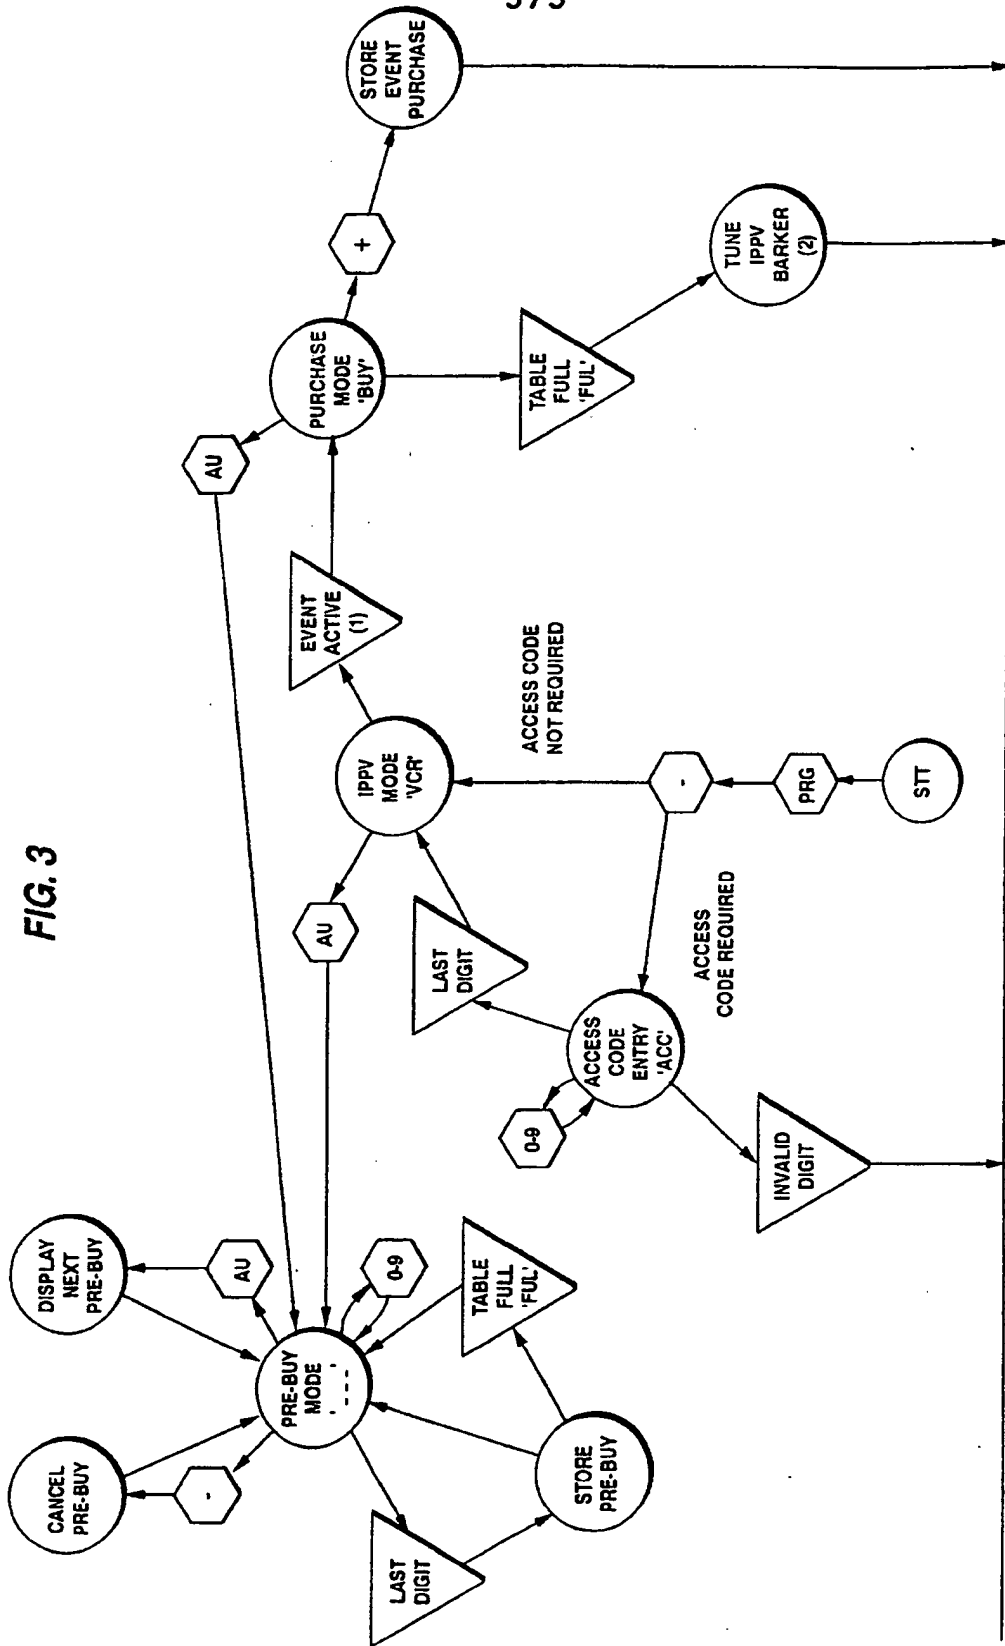 FIG. 3
CANCEL
PRE-BUY
DISPLAY
NEXT
PRE-BUY
-
AU
PRE-BUY
MODE
'---'
0-9
LAST
DIGIT
STORE
PRE-BUY
TABLE
FULL
'FUL'
AU
AU
IPPV
MODE
'VCR'
EVENT
ACTIVE
(1)
PURCHASE
MODE
'BUY'
+
STORE
EVENT
PURCHASE
LAST
DIGIT
0-9
ACCESS
CODE
ENTRY
'ACC'
ACCESS CODE
NOT REQUIRED
TABLE
FULL
'FUL'
TUNE
IPPV
BARKER
(2)
-
ACCESS
CODE REQUIRED
INVALID
DIGIT
PRG
STT